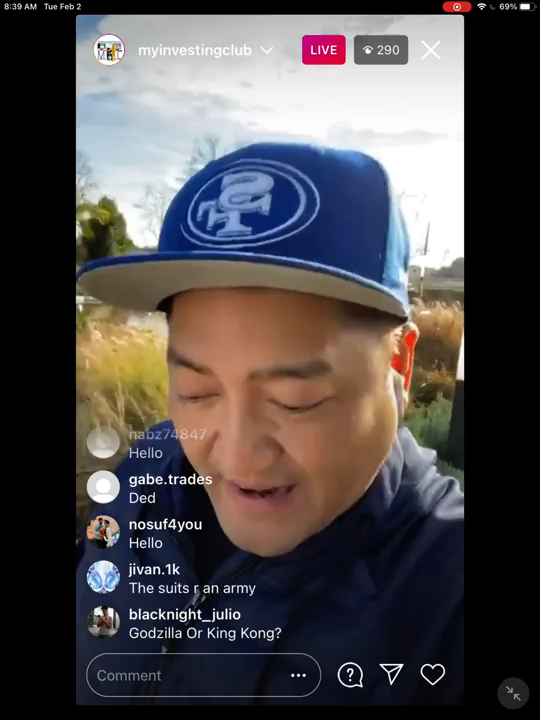 8:39 AM Tue Feb 2
69%
myinvestingclub
LIVE
290
nabz74847
Hello
gabe.trades
Ded
nosuf4you
Hello
jivan.1k
The suits r an army
blacknight_julio
Godzilla Or King Kong?
Comment